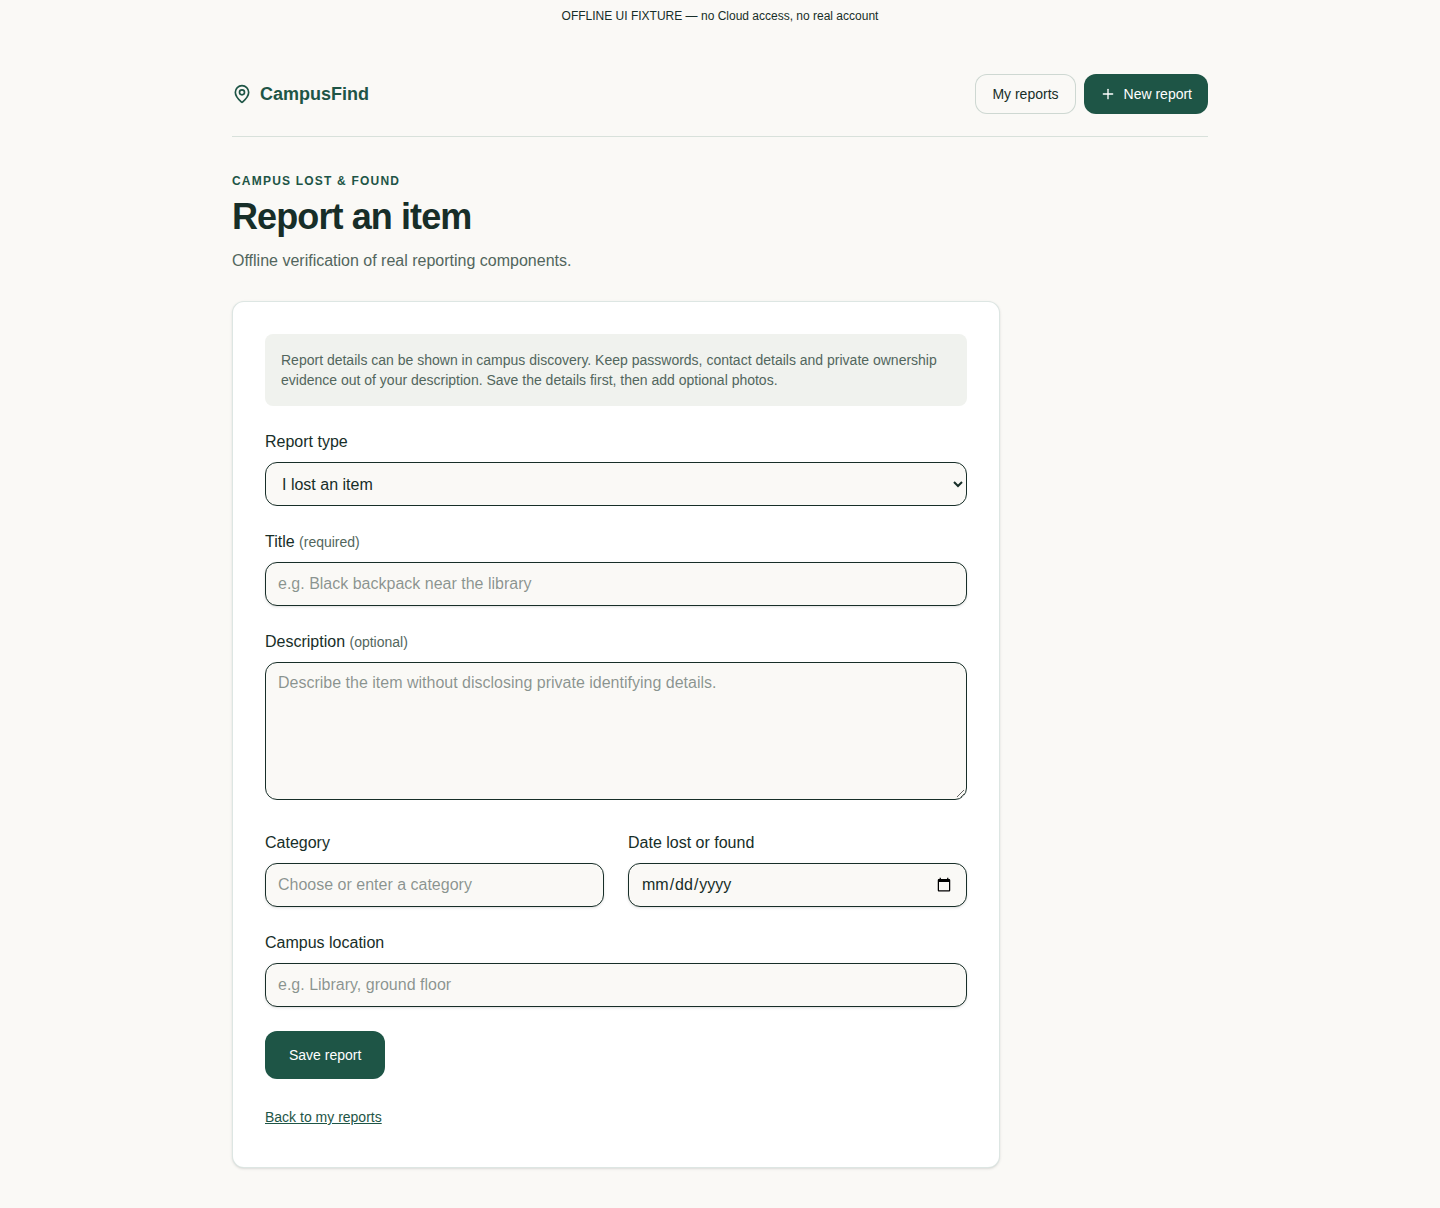 OFFLINE UI FIXTURE — no Cloud access, no real account
CampusFind
My reports
New report
CAMPUS LOST & FOUND
Report an item
Offline verification of real reporting components.
Report details can be shown in campus discovery. Keep passwords, contact details and private ownership
evidence out of your description. Save the details first, then add optional photos.
Report type
I lost an item
Title (required)
e.g. Black backpack near the library
Description (optional)
Describe the item without disclosing private identifying details.
Category
Date lost or found
Choose or enter a category
mm/dd/yyyy
Campus location
e.g. Library, ground floor
Save report
Back to my reports